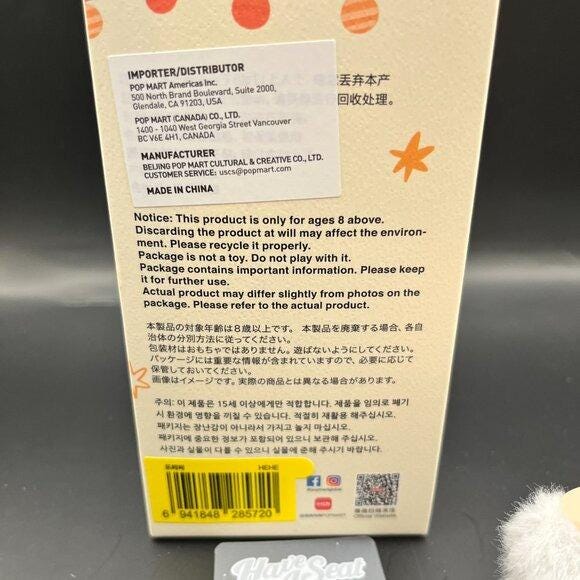 IMPORTER/DISTRIBUTOR
POP MART Americas Inc.
500 North Brand Boulevard, Suite 2000,
Glendale, CA 91203, USA
POP MART (CANADA) CO., LTD.
1400 - 1040 West Georgia Street Vancouver
BC V6E 4H1, CANADA
MANUFACTURER
BEIJING POP MART CULTURAL & CREATIVE CO., LTD.
CUSTOMER SERVICE: uscs@popmart.com
MADE IN CHINA
丢弃本产
回收处理。
Notice: This product is only for ages 8 above.
Discarding the product at will may affect the environ-
ment. Please recycle it properly.
Package is not a toy. Do not play with it.
Package contains important information. Please keep
it for further use.
Actual product may differ slightly from photos on the
package. Please refer to the actual product.
本製品の対象年齢は8歳以上です。 本製品を廃棄する場合、各自
治体の分別方法に従ってください。
包装材はおもちゃではありません。遊ばないようにしてください。
パッケージには重要な情報が含まれていますので、必要に応じて
保管しておいてください。
画像はイメージです。実際の商品とは異なる場合があります。
주의: 이 제품은 15세 이상에게만 적합합니다. 제품을 임의로 폐기
시 환경에 영향을 끼칠 수 있습니다. 적절히 재활용 해주십시오.
패키지는 장난감이 아니라서 가지고 놀지 마십시오.
패키지에 중요한 정보가 포함되어 있으니 보관해 주십시오.
사진과 실물이 다를 수 있으니 실물에 준해 주시기 바랍니다.
HEHE
6 941848 285720
Official Website
Have
A Seat